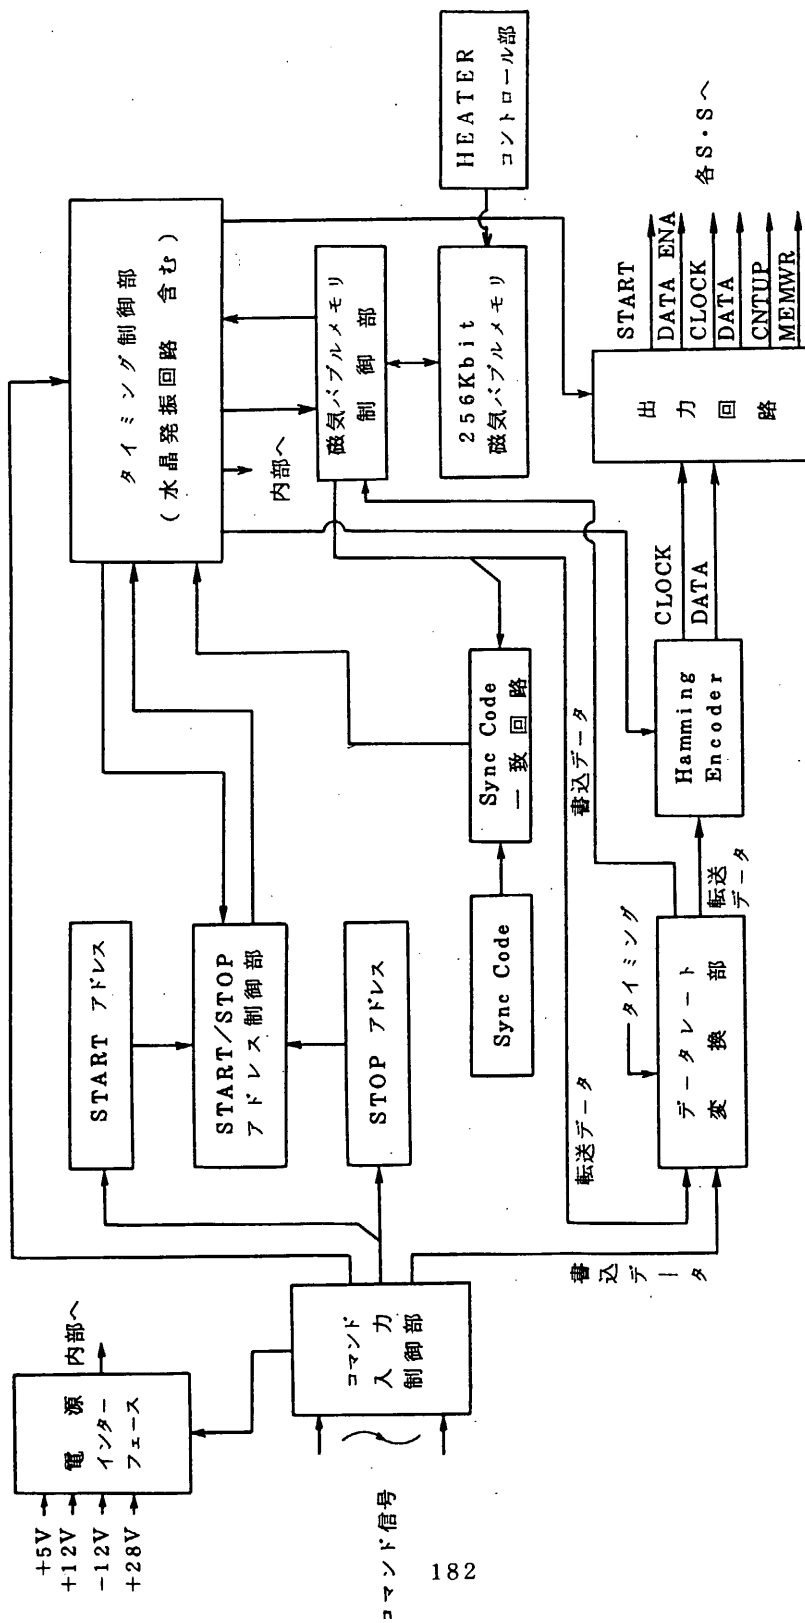 +5V
+12V
-12V
+28V
電源
インター
フェース
内部へ
コマンド信号
コマンド
入力
制御部
START アドレス
START/STOP
アドレス制御部
STOP アドレス
Sync Code
Sync Code
一致回路
タイミング制御部
(水晶発振回路 含む)
内部へ
磁気バブルメモリ
制御部
256Kbit
磁気バブルメモリ
HEATER
コントロール部
書込データ
転送データ
書込データ
タイミング
データレート
変換部
転送
データ
Hamming
Encoder
CLOCK
DATA
出力回路
START
DATA ENA
CLOCK
DATA
CNTUP
MEMWR
各S・Sへ
182